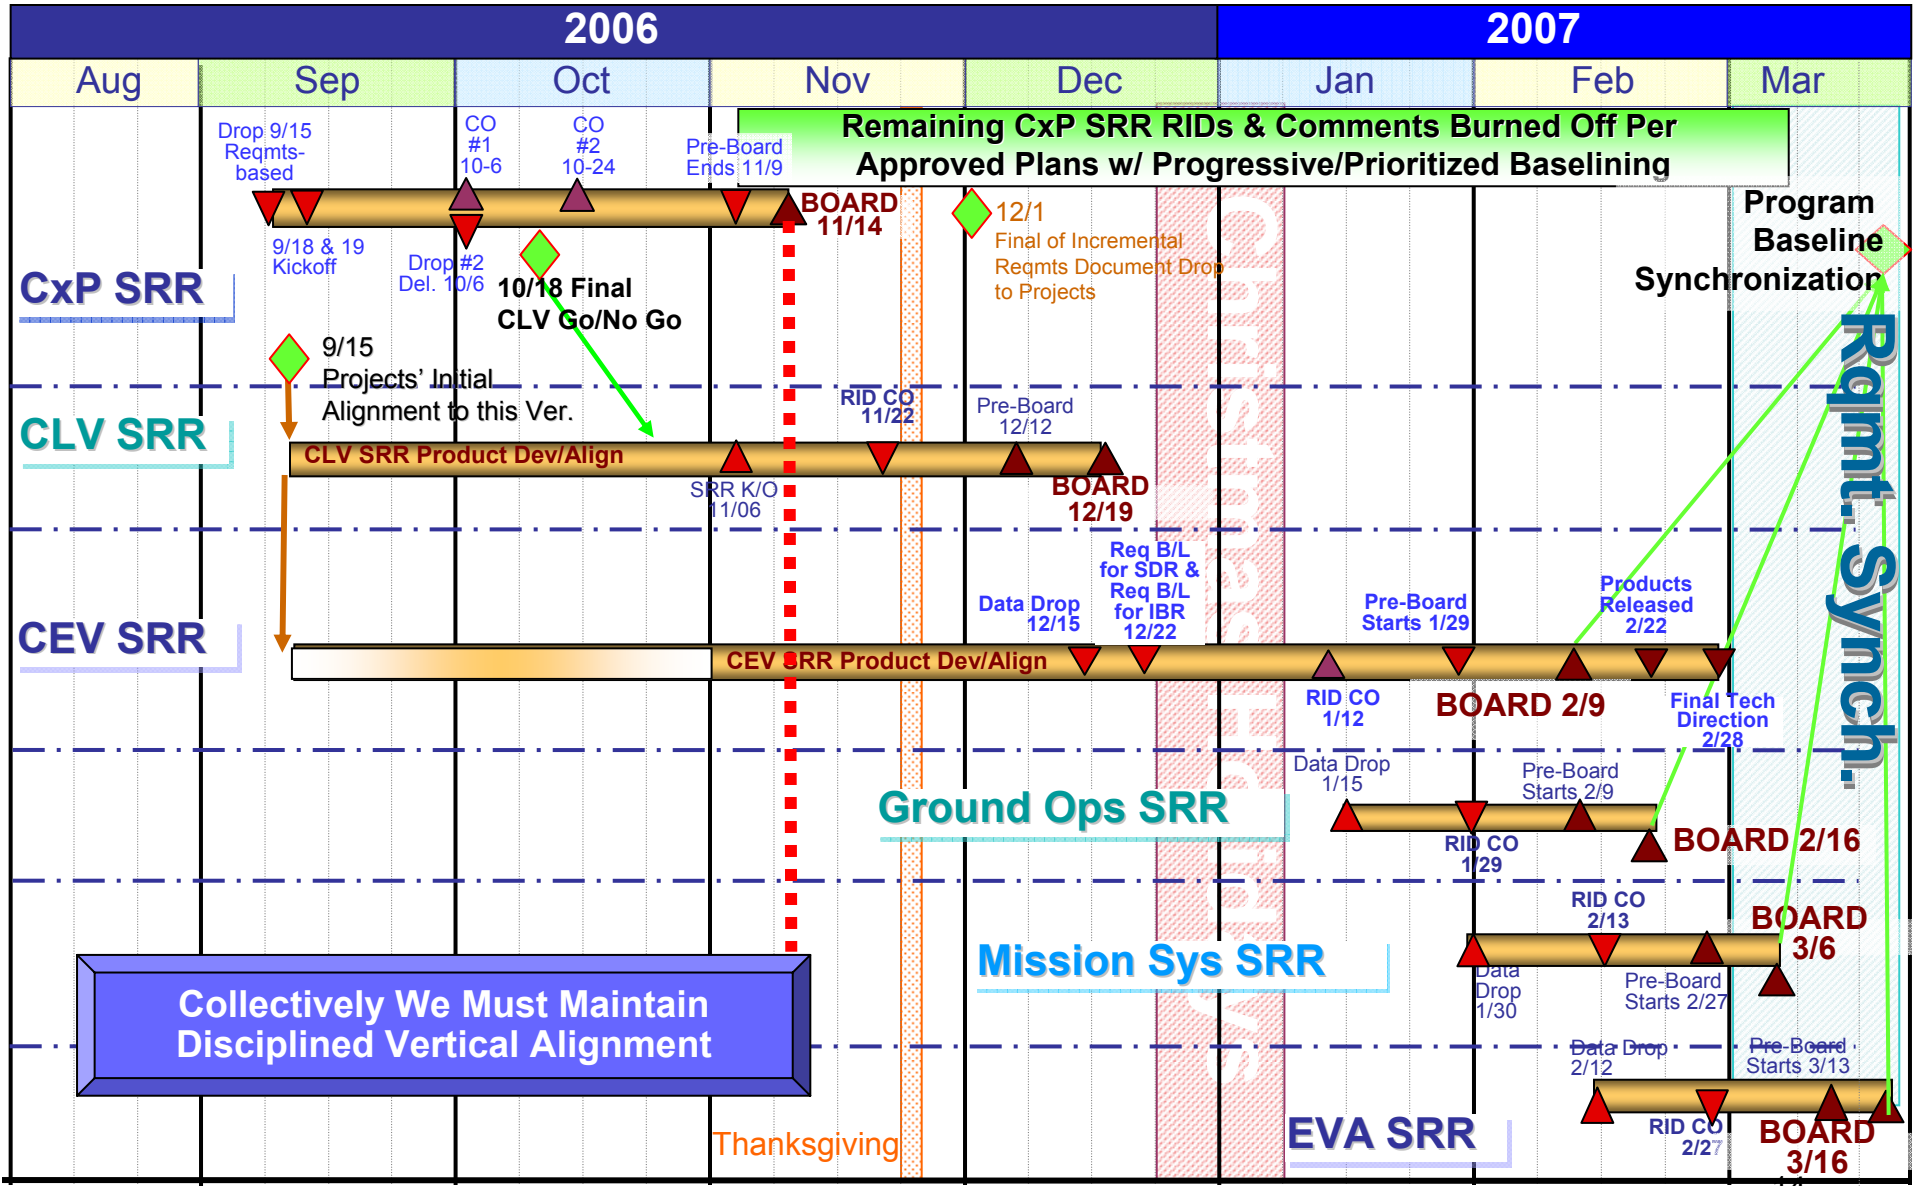 2006
2007
Aug
Sep
Oct
Nov
Dec
Jan
Feb
Mar
Remaining CxP SRR RIDs & Comments Burned Off Per
Approved Plans w/ Progressive/Prioritized Baselining
Drop 9/15
Reqmts-
based
CO
#1
10-6
CO
#2
10-24
Pre-Board
Ends 11/9
BOARD
11/14
9/18 & 19
Kickoff
Drop #2
Del. 10/6
10/18 Final
CLV Go/No Go
12/1
Final of Incremental
Reqmts Document Drop
to Projects
Program
Baseline
Synchronization
CxP SRR
9/15
Projects' Initial
Alignment to this Ver.
CLV SRR
CLV SRR Product Dev/Align
SRR K/O
11/06
RID CO
11/22
Pre-Board
12/12
BOARD
12/19
Christmas Holidays
Rqmt. Synch.
CEV SRR
CEV SRR Product Dev/Align
Data Drop
12/15
Req B/L
for SDR &
Req B/L
for IBR
12/22
RID CO
1/12
Pre-Board
Starts 1/29
BOARD 2/9
Products
Released
2/22
Final Tech
Direction
2/28
Ground Ops SRR
Data Drop
1/15
RID CO
1/29
Pre-Board
Starts 2/9
BOARD 2/16
Mission Sys SRR
Data
Drop
1/30
RID CO
2/13
Pre-Board
Starts 2/27
BOARD
3/6
Collectively We Must Maintain
Disciplined Vertical Alignment
Thanksgiving
EVA SRR
Data Drop
2/12
RID CO
2/27
Pre-Board
Starts 3/13
BOARD
3/16